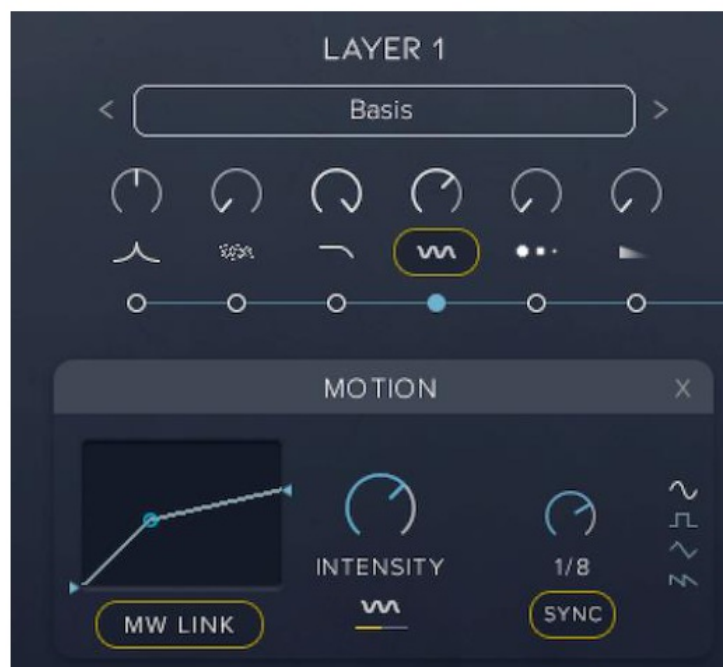 LAYER 1
< Basis >
MOTION X
INTENSITY 1/8
MW LINK SYNC